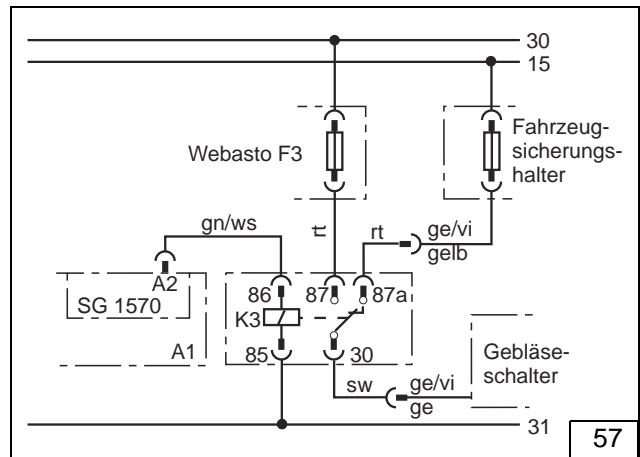 30
15
Webasto F3
Fahrzeug-
sicherungs-
halter
gn/ws
rt
rt
ge/vi
gelb
A2
SG 1570
A1
86
87
87a
K3
85
30
sw
ge/vi
ge
Gebläse-
schalter
31
57